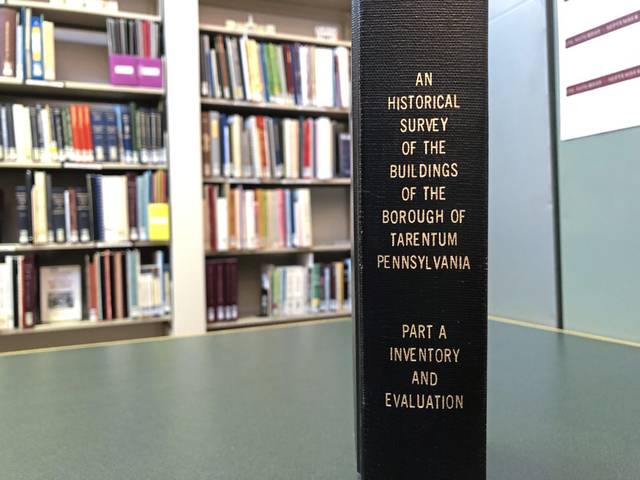 AN
HISTORICAL
SURVEY
OF THE
BUILDINGS
OF THE
BOROUGH OF
TARENTUM
PENNSYLVANIA
PART A
INVENTORY
AND
EVALUATION